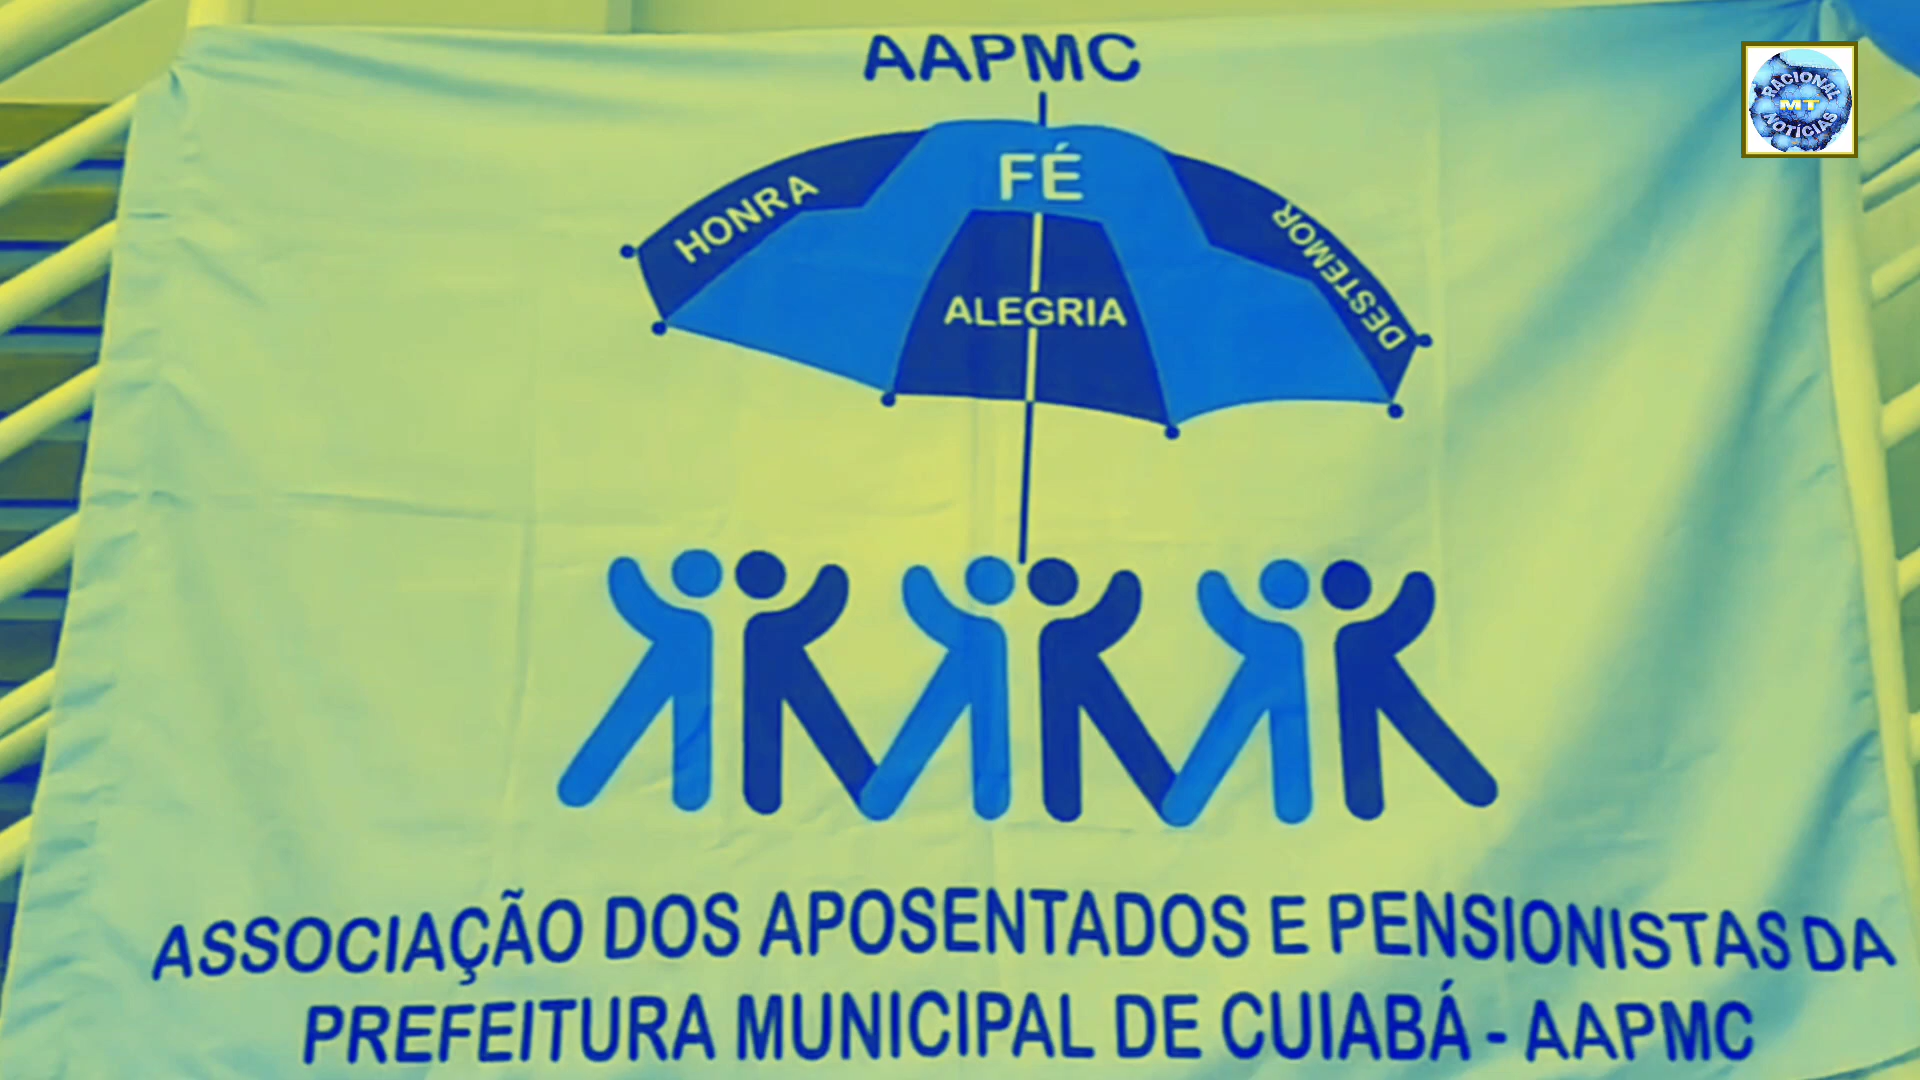 AAPMC
FÉ
HONRA
DESTEMOR
ALEGRIA
ASSOCIAÇÃO DOS APOSENTADOS E PENSIONISTAS DA
PREFEITURA MUNICIPAL DE CUIABÁ - AAPMC
RACIONAL
MT
NOTÍCIAS